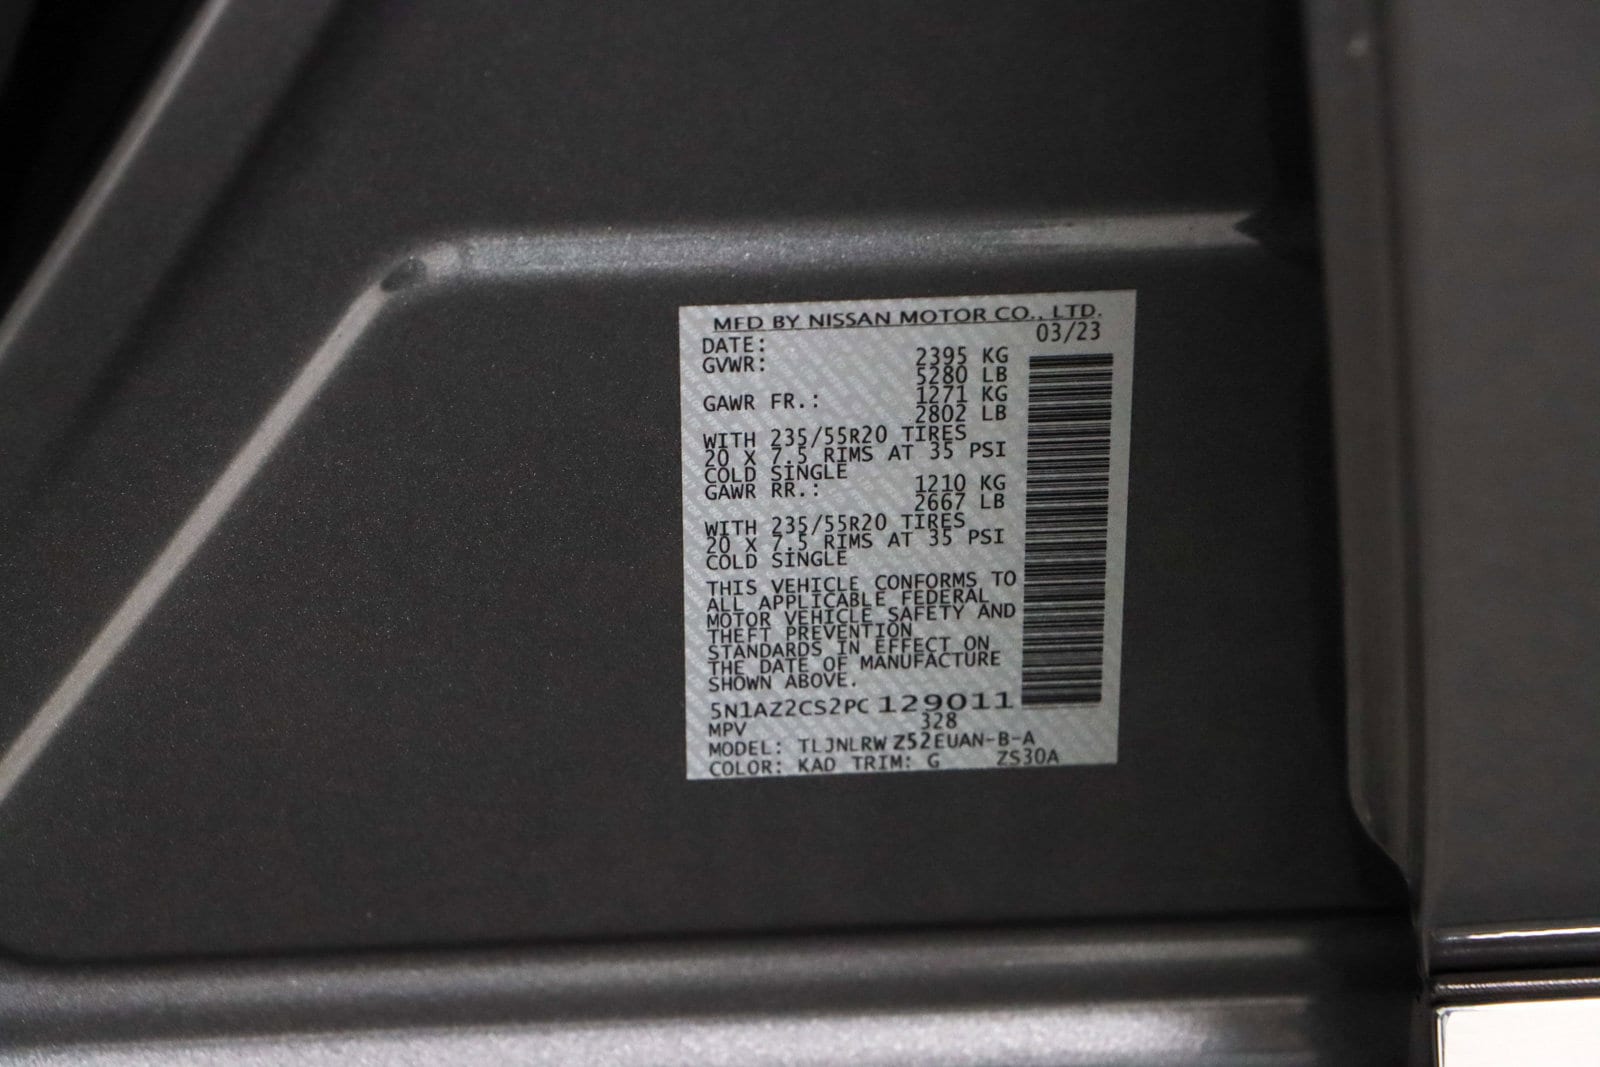 MFD BY NISSAN MOTOR CO., LTD.
DATE: 03/23
GVWR: 2395 KG
5280 LB
GAWR FR.: 1271 KG
2802 LB
WITH 235/55R20 TIRES
20 X 7.5 RIMS AT 35 PSI
COLD SINGLE
GAWR RR.: 1210 KG
2667 LB
WITH 235/55R20 TIRES
20 X 7.5 RIMS AT 35 PSI
COLD SINGLE
THIS VEHICLE CONFORMS TO
ALL APPLICABLE FEDERAL
MOTOR VEHICLE SAFETY AND
THEFT PREVENTION
STANDARDS IN EFFECT ON
THE DATE OF MANUFACTURE
SHOWN ABOVE.
5N1AZ2CS2PC129011
MPV 328
MODEL: TLJNLRWZ52EUAN-B-A
COLOR: KAD TRIM: G ZS30A